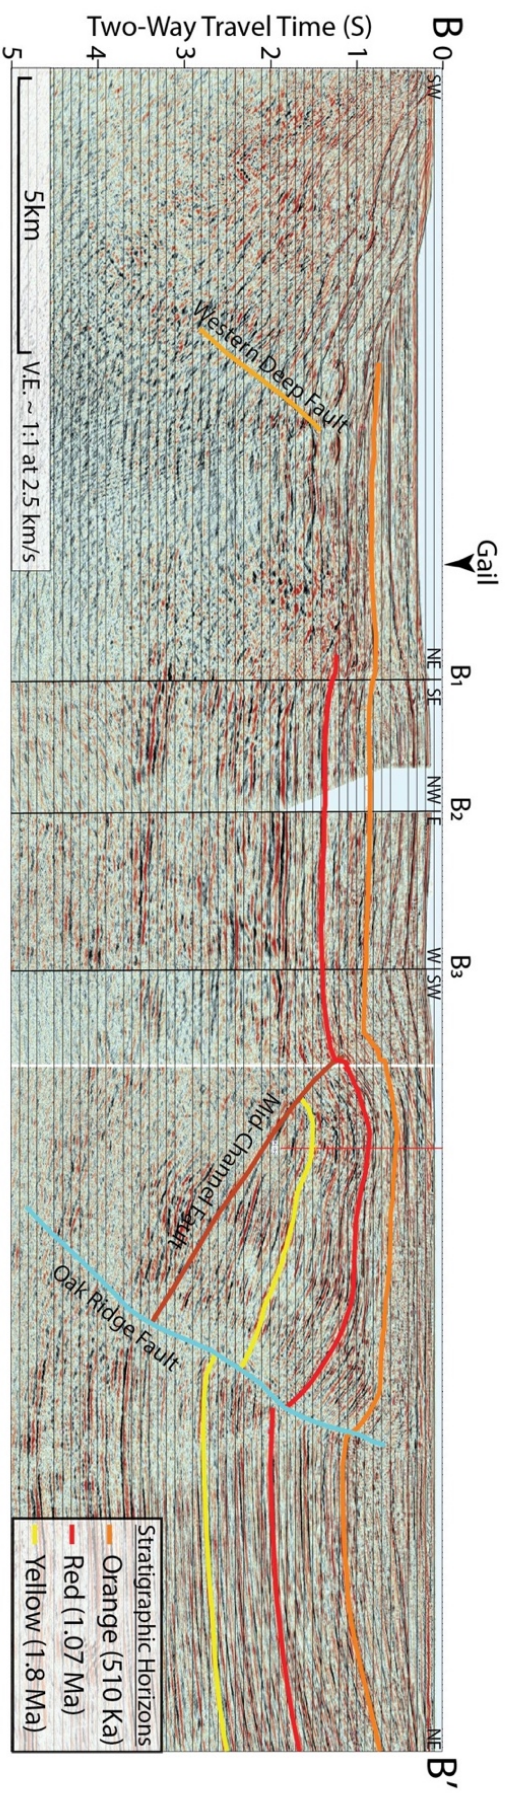 B
B₁
B₂
B₃
B'
Gail
SW
NE
SE
NW
E
W
SW
NE
Two-Way Travel Time (S)
0
1
2
3
4
5
Western Deep Fault
Mid-Channel Fault
Oak Ridge Fault
5km
V.E. ~ 1:1 at 2.5 km/s
Stratigraphic Horizons
Orange (510 Ka)
Red (1.07 Ma)
Yellow (1.8 Ma)